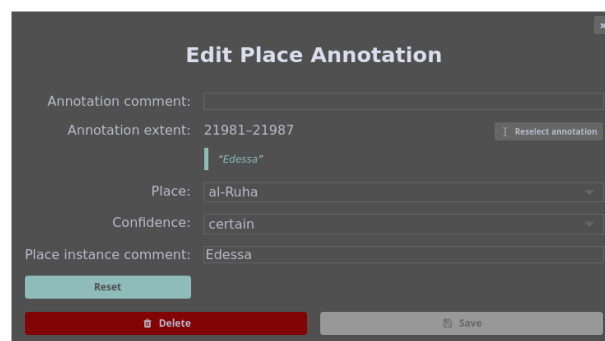 Edit Place Annotation
Annotation comment:
Annotation extent: 21981–21987 Reselect annotation
“Edessa”
Place: al-Ruha
Confidence: certain
Place instance comment: Edessa
Reset
Delete Save